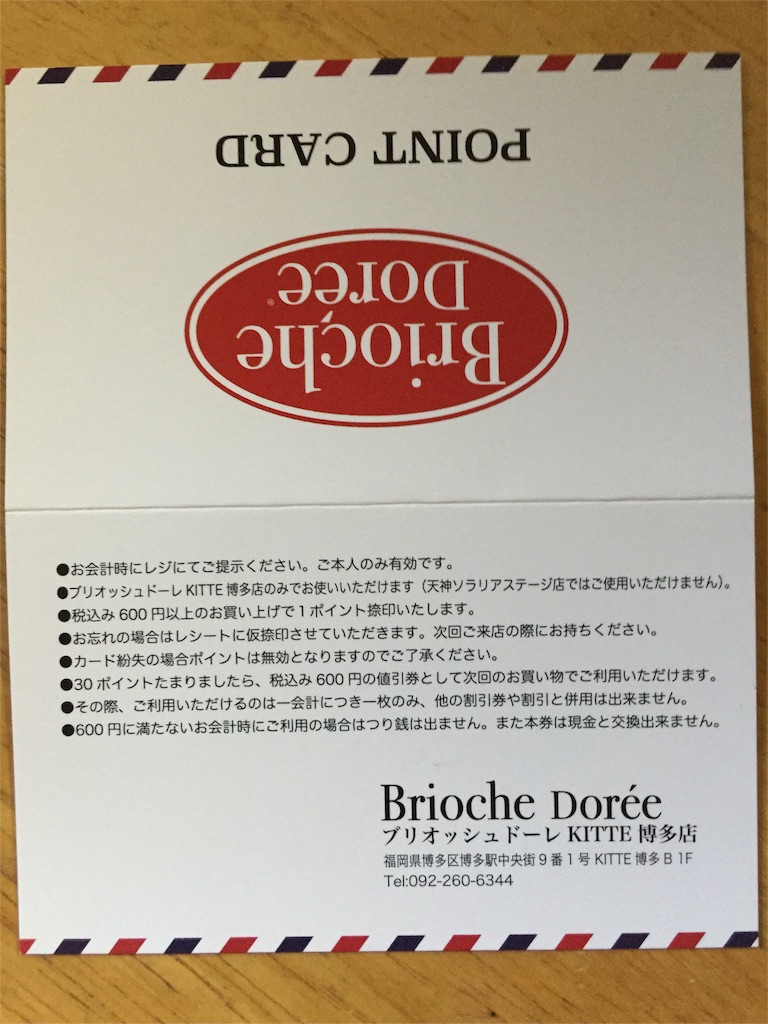 POINT CARD
Brioche
Dorée
®
●お会計時にレジにてご提示ください。ご本人のみ有効です。
●ブリオッシュドーレ KITTE 博多店のみでお使いいただけます（天神ソラリアステージ店ではご使用いただけません）。
●税込み 600 円以上のお買い上げで 1 ポイント捺印いたします。
●お忘れの場合はレシートに仮捺印させていただきます。次回ご来店の際にお持ちください。
●カード紛失の場合ポイントは無効となりますのでご了承ください。
●30 ポイントたまりましたら、税込み 600 円の値引券として次回のお買い物でご利用いただけます。
●その際、ご利用いただけるのは一会計につき一枚のみ、他の割引券や割引と併用は出来ません。
●600 円に満たないお会計時にご利用の場合はつり銭は出ません。また本券は現金と交換出来ません。
Brioche Dorée
ブリオッシュドーレ KITTE 博多店
福岡県博多区博多駅中央街 9 番 1 号 KITTE 博多 B 1F
Tel:092-260-6344